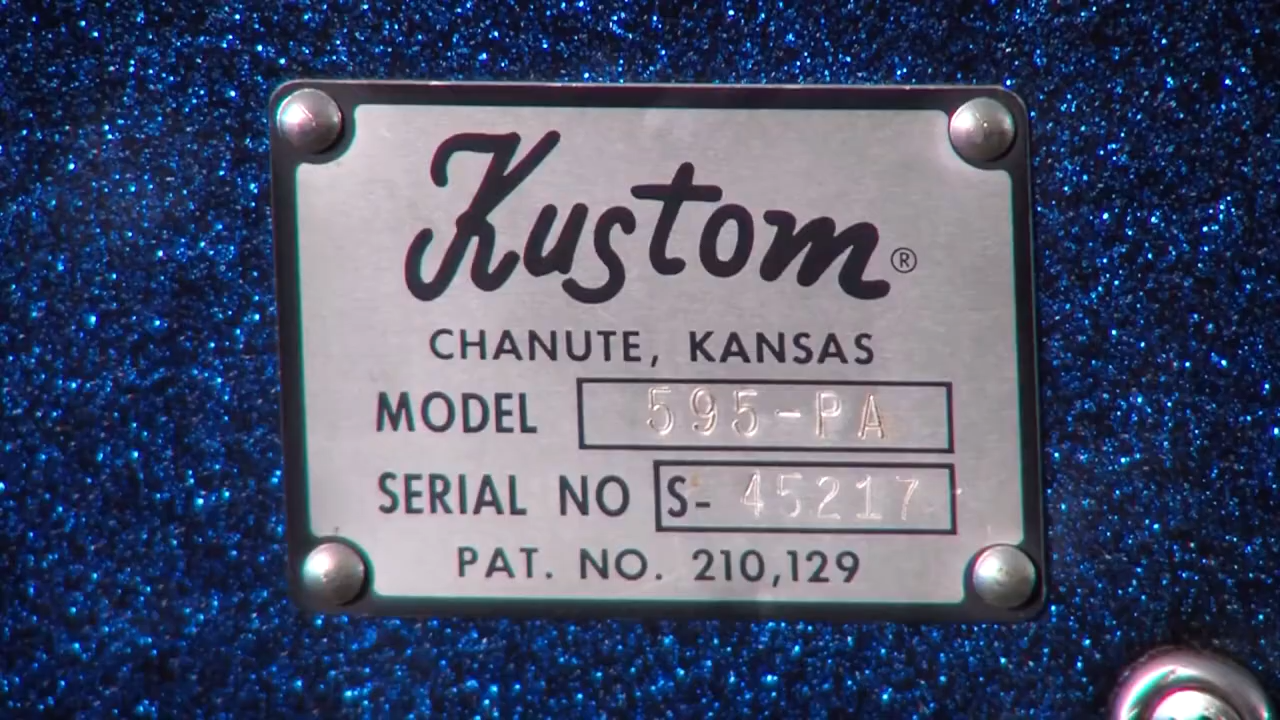 Kustom®
CHANUTE, KANSAS
MODEL 595-PA
SERIAL NO S- 45217
PAT. NO. 210,129